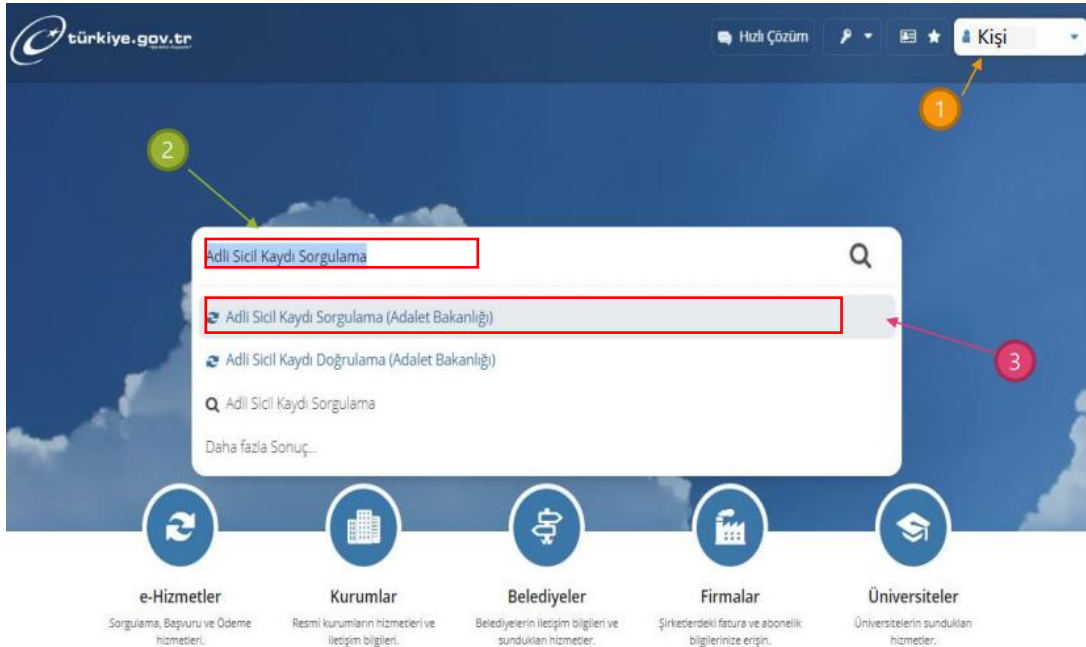 türkiye.gov.tr
Hızlı Çözüm
Kişi
1
2
Adli Sicil Kaydı Sorgulama
Adli Sicil Kaydı Sorgulama (Adalet Bakanlığı)
3
Adli Sicil Kaydı Doğrulama (Adalet Bakanlığı)
Adli Sicil Kaydı Sorgulama
Daha fazla Sonuç...
e-Hizmetler
Sorgulama, Başvuru ve Ödeme
hizmetleri.
Kurumlar
Resmi kurumların hizmetleri ve
iletişim bilgileri.
Belediyeler
Belediyelerin iletişim bilgileri ve
sundukları hizmetler.
Firmalar
Şirketlerdeki fatura ve abonelik
bilgilerinize erişin.
Üniversiteler
Üniversitelerin sundukları
hizmetler.